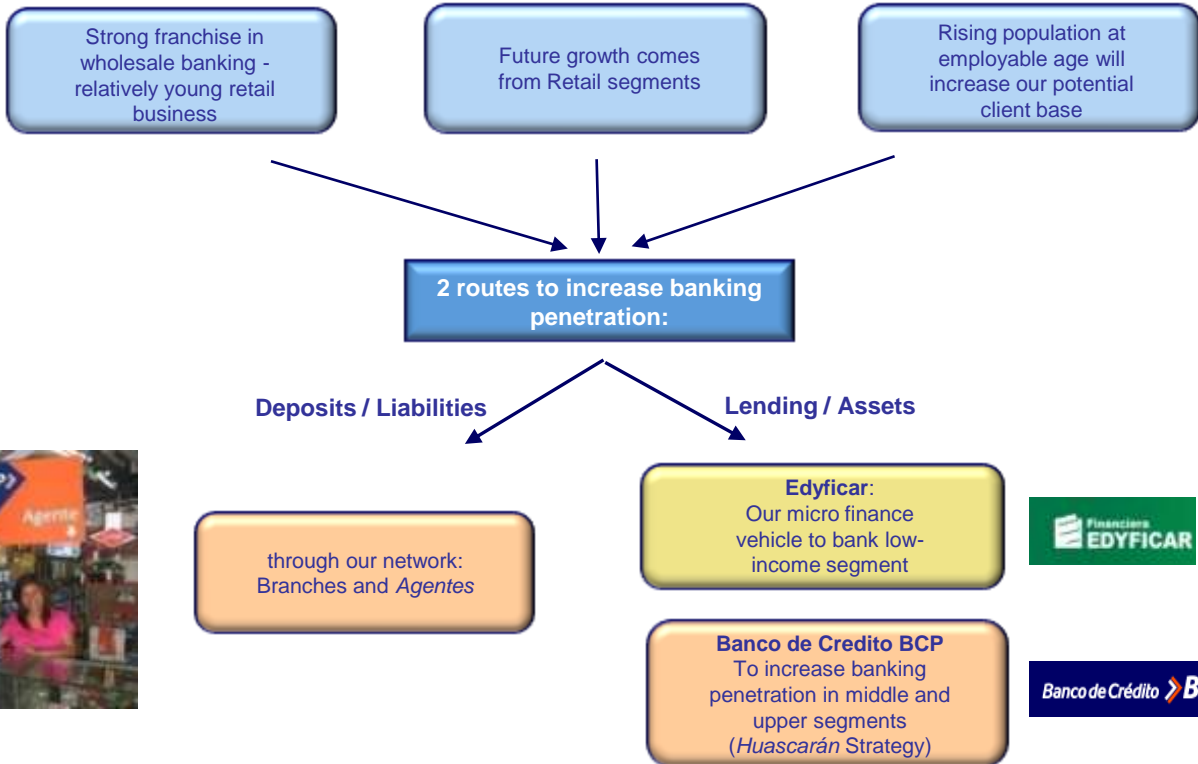 Strong franchise in
wholesale banking -
relatively young retail
business
Future growth comes
from Retail segments
Rising population at
employable age will
increase our potential
client base
2 routes to increase banking
penetration:
Deposits / Liabilities
Lending / Assets
Agente
through our network:
Branches and Agentes
Edyficar:
Our micro finance
vehicle to bank low-
income segment
Financiera
EDYFICAR
Banco de Credito BCP
To increase banking
penetration in middle and
upper segments
(Huascarán Strategy)
Banco de Crédito